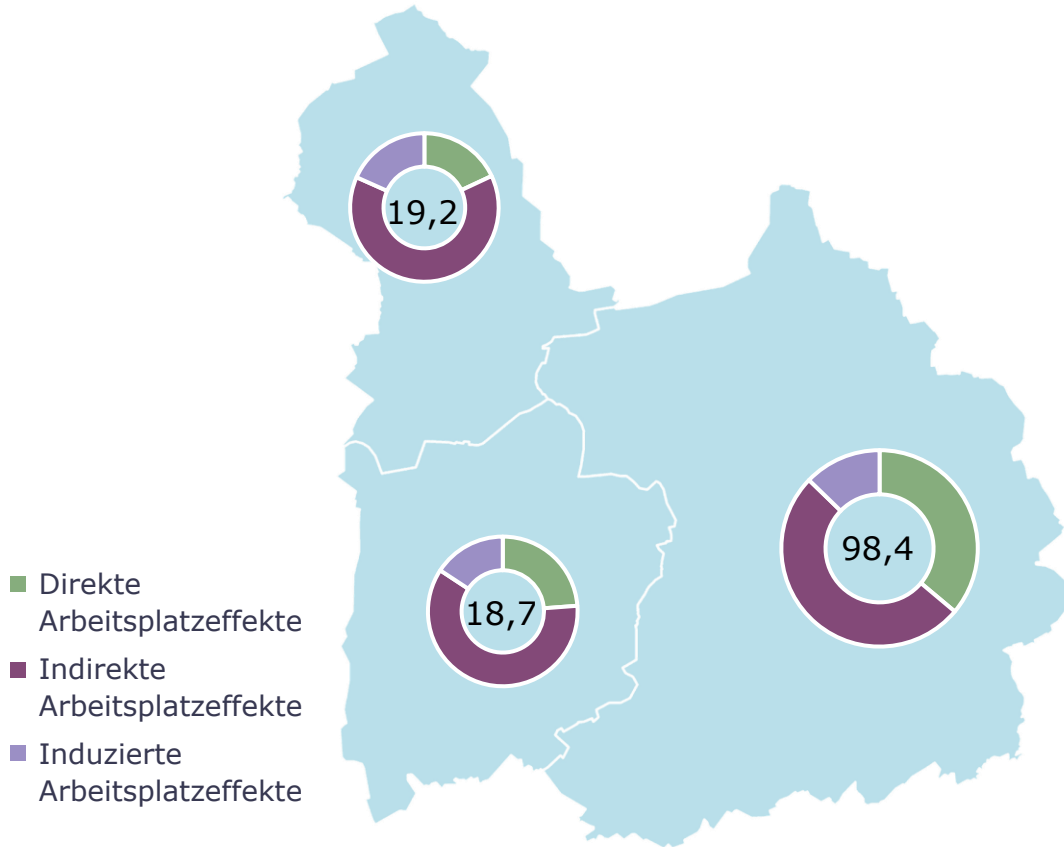 19,2
98,4
18,7
Direkte
Arbeitsplatzeffekte
Indirekte
Arbeitsplatzeffekte
Induzierte
Arbeitsplatzeffekte